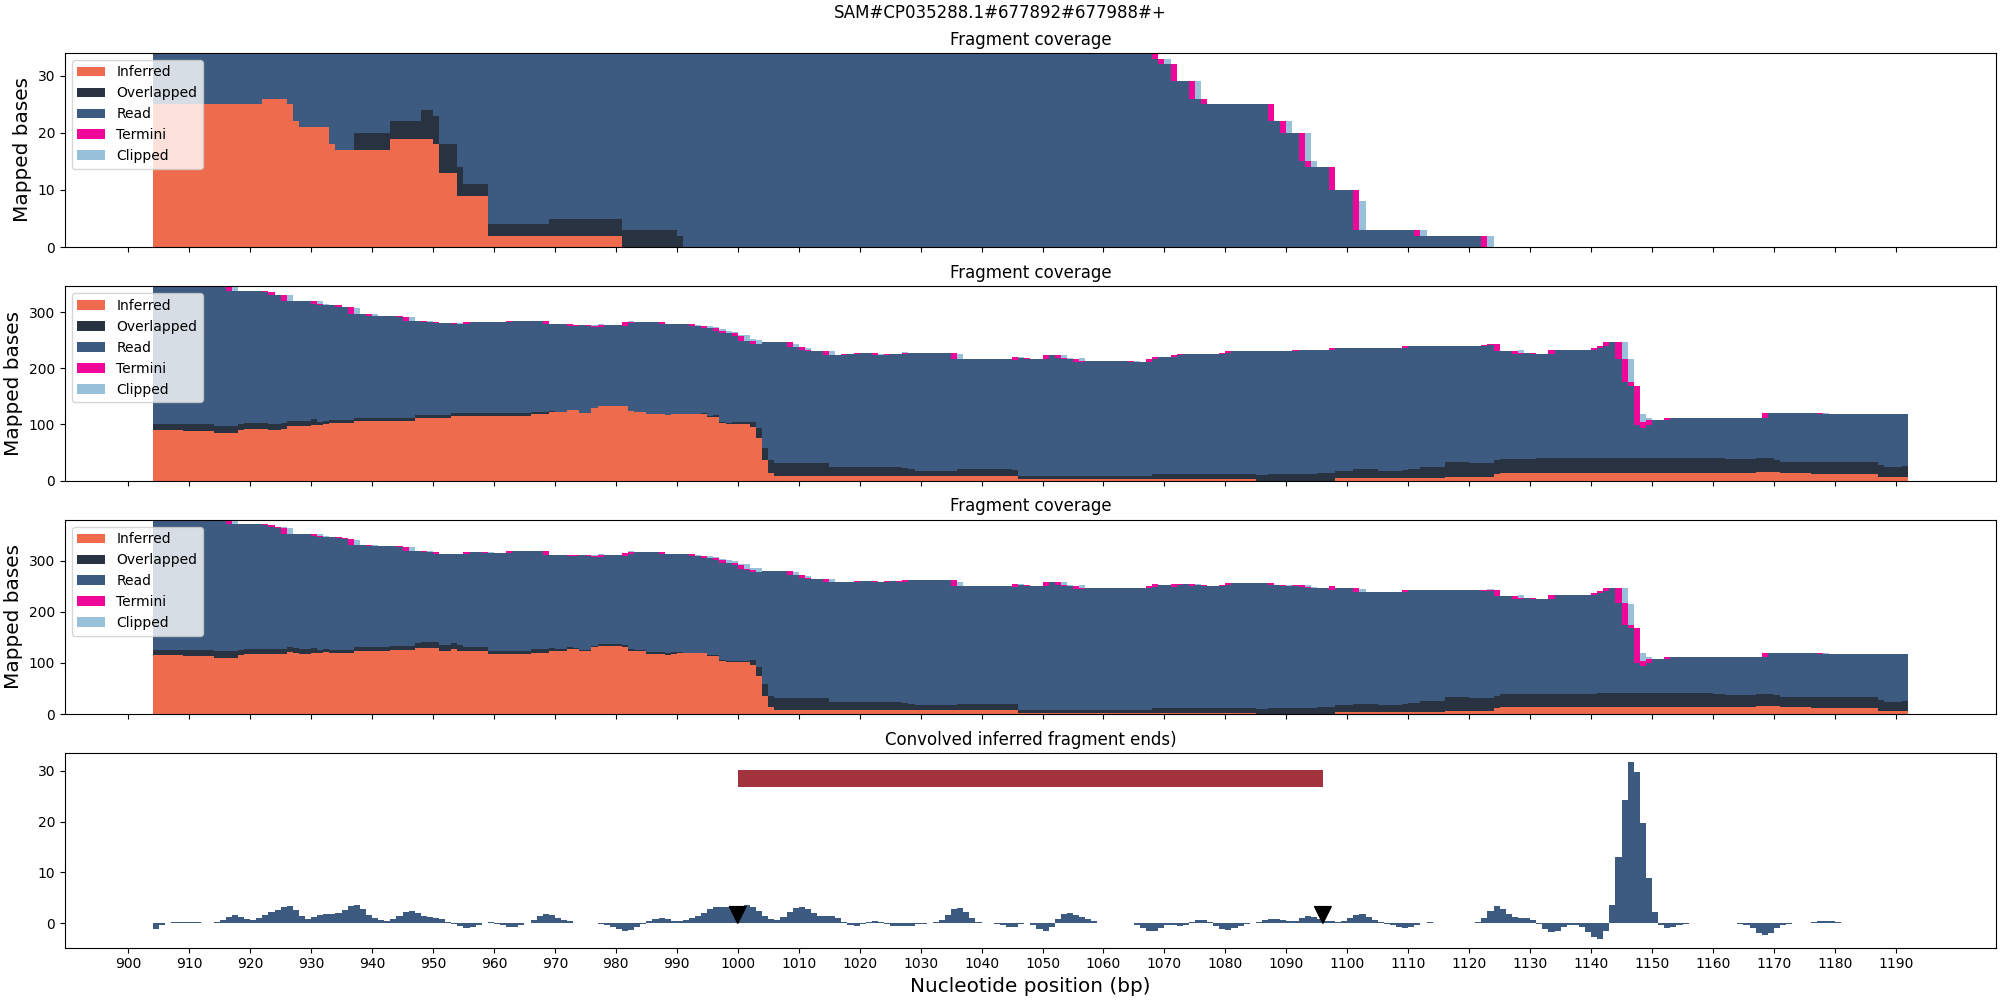 SAM#CP035288.1#677892#677988#+
Fragment coverage
Mapped bases
30
20
10
0
Inferred
Overlapped
Read
Termini
Clipped
Fragment coverage
Mapped bases
300
200
100
0
Inferred
Overlapped
Read
Termini
Clipped
Fragment coverage
Mapped bases
300
200
100
0
Inferred
Overlapped
Read
Termini
Clipped
Convolved inferred fragment ends)
30
20
10
0
900 910 920 930 940 950 960 970 980 990 1000 1010 1020 1030 1040 1050 1060 1070 1080 1090 1100 1110 1120 1130 1140 1150 1160 1170 1180 1190
Nucleotide position (bp)